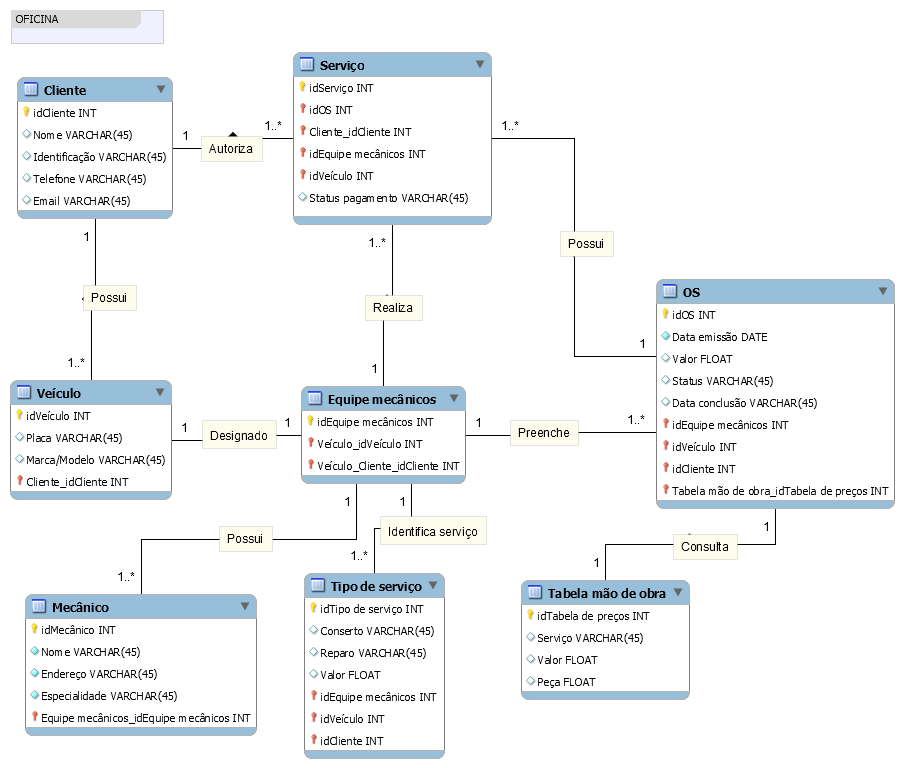 OFICINA
Cliente
idCliente INT
Nome VARCHAR(45)
Identificação VARCHAR(45)
Telefone VARCHAR(45)
Email VARCHAR(45)
1
Autoriza
1..*
Serviço
idServiço INT
idOS INT
Cliente_idCliente INT
idEquipe mecânicos INT
idVeículo INT
Status pagamento VARCHAR(45)
1..*
Possui
1
1
Possui
1..*
1..*
Realiza
1
OS
idOS INT
Data emissão DATE
Valor FLOAT
Status VARCHAR(45)
Data conclusão VARCHAR(45)
idEquipe mecânicos INT
idVeículo INT
idCliente INT
Tabela mão de obra_idTabela de preços INT
Veículo
idVeículo INT
Placa VARCHAR(45)
Marca/Modelo VARCHAR(45)
Cliente_idCliente INT
1
Designado
1
Equipe mecânicos
idEquipe mecânicos INT
Veículo_idVeículo INT
Veículo_Cliente_idCliente INT
1
Preenche
1..*
1
Possui
1..*
1
Identifica serviço
1..*
1
Consulta
1
Mecânico
idMecânico INT
Nome VARCHAR(45)
Endereço VARCHAR(45)
Especialidade VARCHAR(45)
Equipe mecânicos_idEquipe mecânicos INT
Tipo de serviço
idTipo de serviço INT
Conserto VARCHAR(45)
Reparo VARCHAR(45)
Valor FLOAT
idEquipe mecânicos INT
idVeículo INT
idCliente INT
Tabela mão de obra
idTabela de preços INT
Serviço VARCHAR(45)
Valor FLOAT
Peça FLOAT